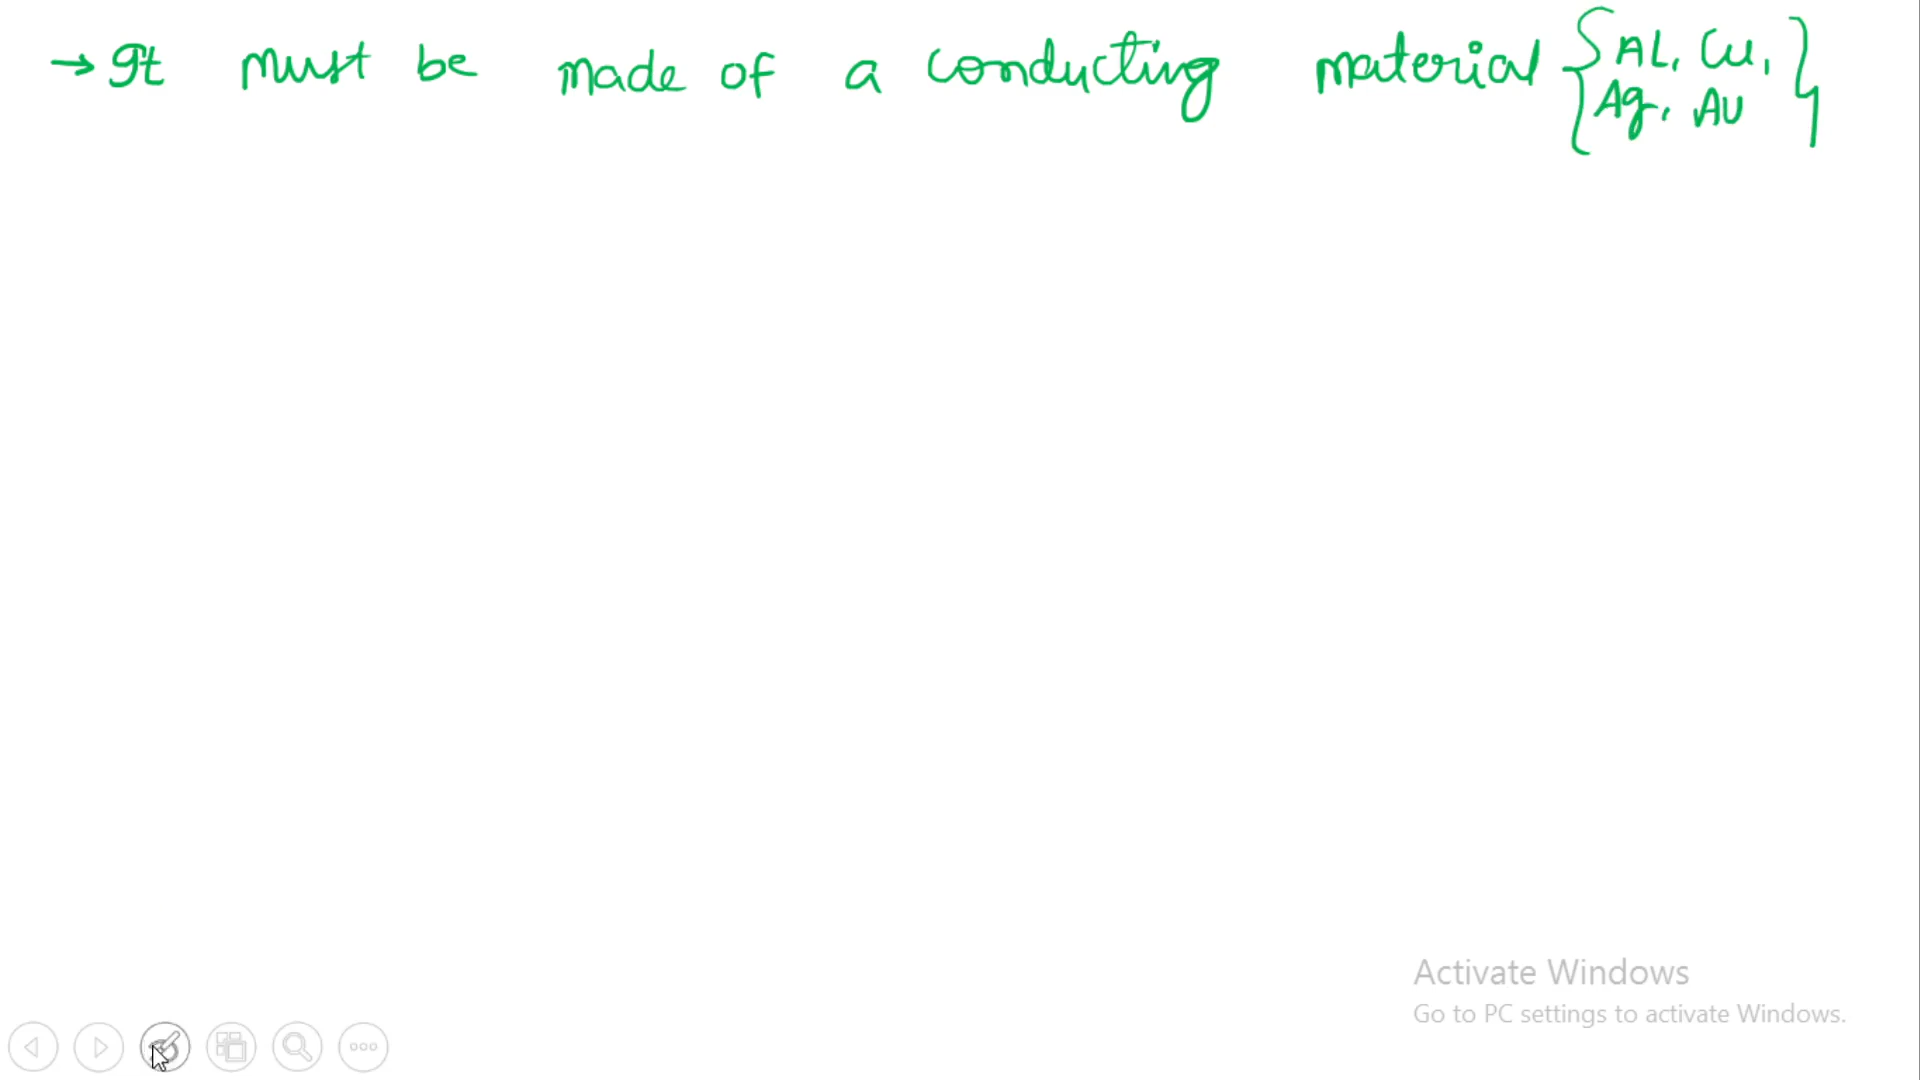 → It must be made of a conducting material { AL, Cu,
Ag, AU }
Activate Windows
Go to PC settings to activate Windows.